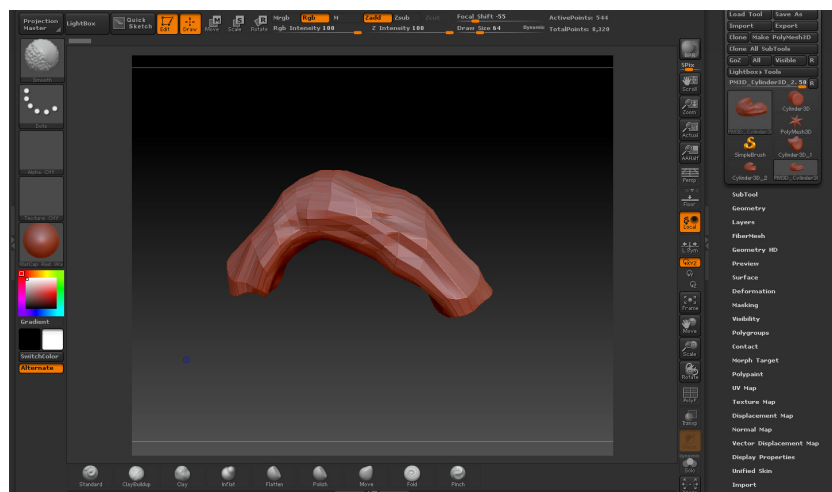 Projection Master
LightBox
Quick Sketch
Edit
Draw
Move
Scale
Rotate
Mrgb
Rgb
M
Rgb Intensity 100
Zadd
Zsub
Zcut
Z Intensity 100
Focal Shift -55
Draw Size 64
Dynamic
ActivePoints: 544
TotalPoints: 8,320
Smooth
Dots
Alpha Off
Texture Off
MatCap Red Wa
Gradient
SwitchColor
Alternate
Standard
ClayBuildup
Clay
Inflat
Flatten
Polish
Move
Fold
Pinch
BPR
SPix
Scroll
Zoom
Actual
AAHalf
Persp
Floor
Local
L.Sym
XYZ
Frame
Move
Scale
Rotate
PolyF
Transp
Dynamic
Solo
Load Tool
Save As
Import
Export
Clone
Make PolyMesh3D
Clone All SubTools
GoZ
All
Visible
R
Lightbox▸Tools
PM3D_Cylinder3D_2. 50
R
PM3D_Cylinder3
Cylinder3D
PolyMesh3D
SimpleBrush
Cylinder3D_1
Cylinder3D_2
PM3D_Cylinder3
SubTool
Geometry
Layers
FiberMesh
Geometry HD
Preview
Surface
Deformation
Masking
Visibility
Polygroups
Contact
Morph Target
Polypaint
UV Map
Texture Map
Displacement Map
Normal Map
Vector Displacement Map
Display Properties
Unified Skin
Import